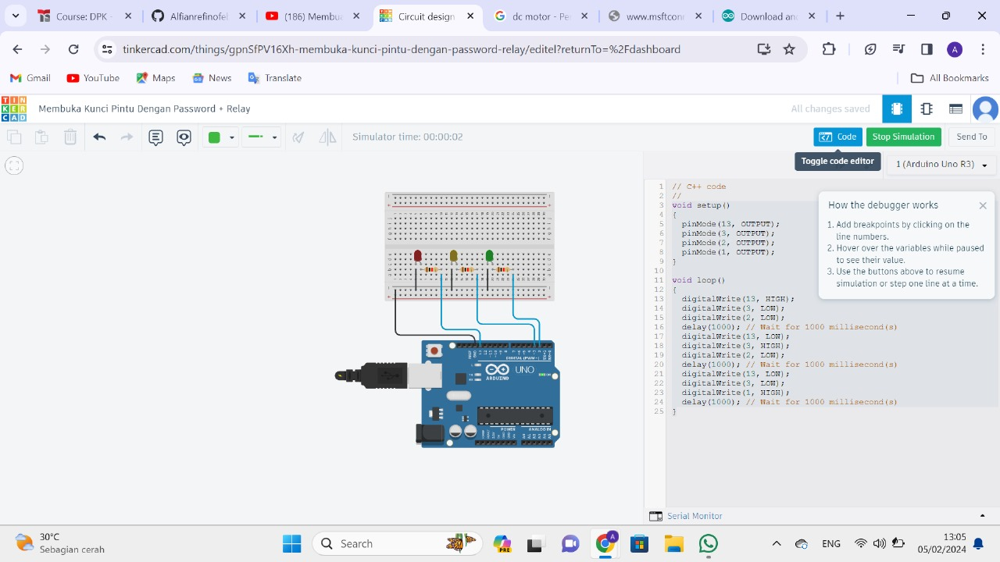 Course: DPK -
Alfianrefinofel
(186) Membua
Circuit design
dc motor - Pe
www.msftconn
Download an
tinkercad.com/things/gpnSfPV16Xh-membuka-kunci-pintu-dengan-password-relay/editel?returnTo=%2Fdashboard
A
Gmail
YouTube
Maps
News
Translate
All Bookmarks
TINKERCAD
Membuka Kunci Pintu Dengan Password + Relay
All changes saved
Simulator time: 00:00:02
Code
Stop Simulation
Send To
Toggle code editor
1 (Arduino Uno R3)
1 // C++ code
2 //
3 void setup()
4 {
5 pinMode(13, OUTPUT);
6 pinMode(3, OUTPUT);
7 pinMode(2, OUTPUT);
8 pinMode(1, OUTPUT);
9 }
10
11 void loop()
12 {
13 digitalWrite(13, HIGH);
14 digitalWrite(3, LOW);
15 digitalWrite(2, LOW);
16 delay(1000); // Wait for 1000 millisecond(s)
17 digitalWrite(13, LOW);
18 digitalWrite(3, HIGH);
19 digitalWrite(2, LOW);
20 delay(1000); // Wait for 1000 millisecond(s)
21 digitalWrite(13, LOW);
22 digitalWrite(3, LOW);
23 digitalWrite(1, HIGH);
24 delay(1000); // Wait for 1000 millisecond(s)
25 }
How the debugger works
1. Add breakpoints by clicking on the
line numbers.
2. Hover over the variables while paused
to see their value.
3. Use the buttons above to resume
simulation or step one line at a time.
DIGITAL (PWM~)
UNO
ARDUINO
POWER
ANALOG IN
Serial Monitor
30°C
Sebagian cerah
Search
PRE
A
ENG
13:05
05/02/2024